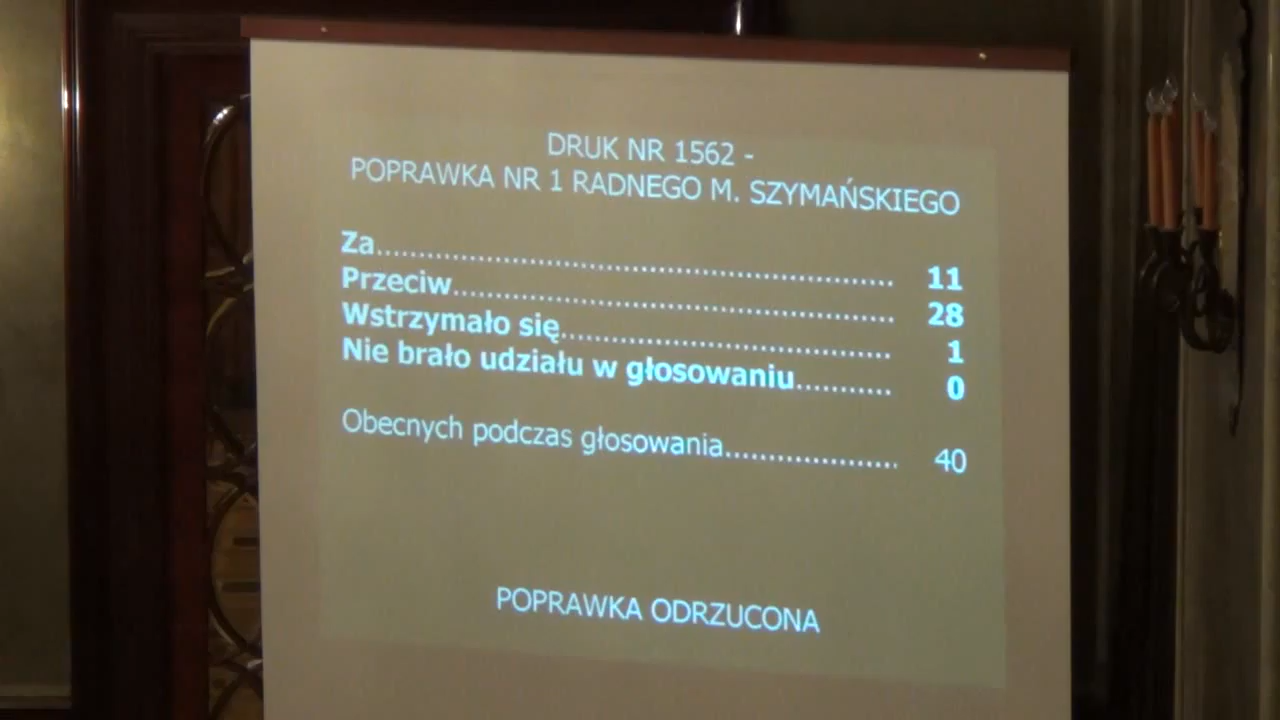 DRUK NR 1562 -
POPRAWKA NR 1 RADNEGO M. SZYMAŃSKIEGO
Za.................... 11
Przeciw.................... 28
Wstrzymało się.................... 1
Nie brało udziału w głosowaniu........... 0
Obecnych podczas głosowania.................... 40
POPRAWKA ODRZUCONA